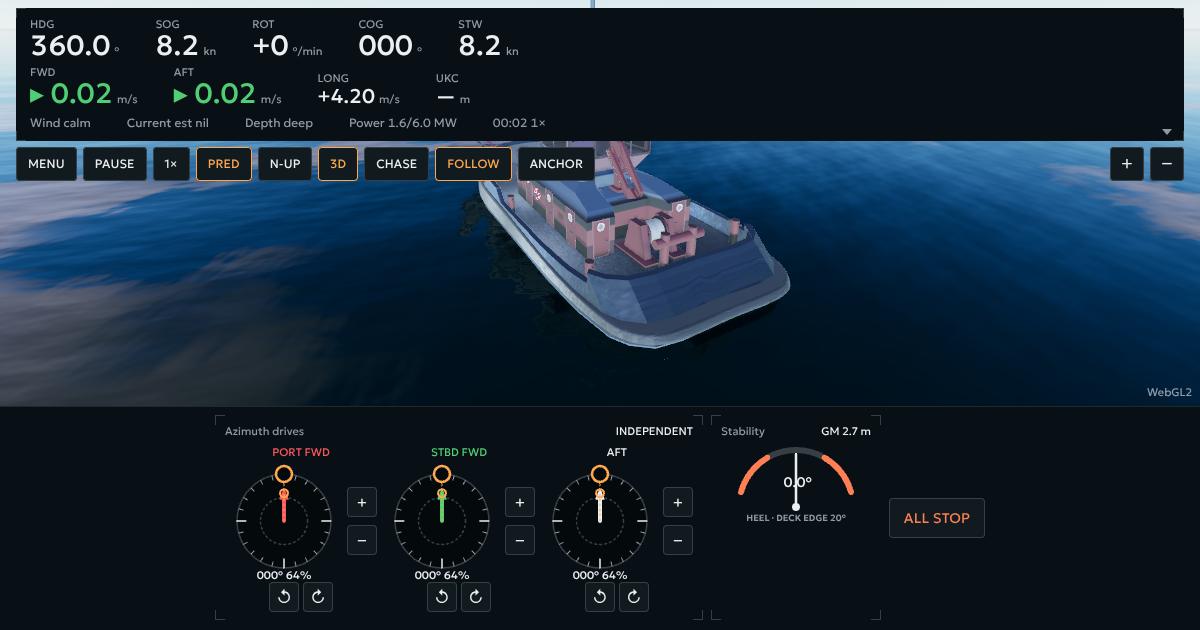 HDG SOG ROT COG STW
360.0 ° 8.2 kn +0 °/min 000 ° 8.2 kn
FWD AFT LONG UKC
▶ 0.02 m/s ▶ 0.02 m/s +4.20 m/s — m
Wind calm Current est nil Depth deep Power 1.6/6.0 MW 00:02 1×
MENU PAUSE 1× PRED N-UP 3D CHASE FOLLOW ANCHOR + −
WebGL2
Azimuth drives INDEPENDENT Stability GM 2.7 m
PORT FWD STBD FWD AFT
0.0°
+ + +
HEEL · DECK EDGE 20° ALL STOP
− − −
000° 64% 000° 64% 000° 64%